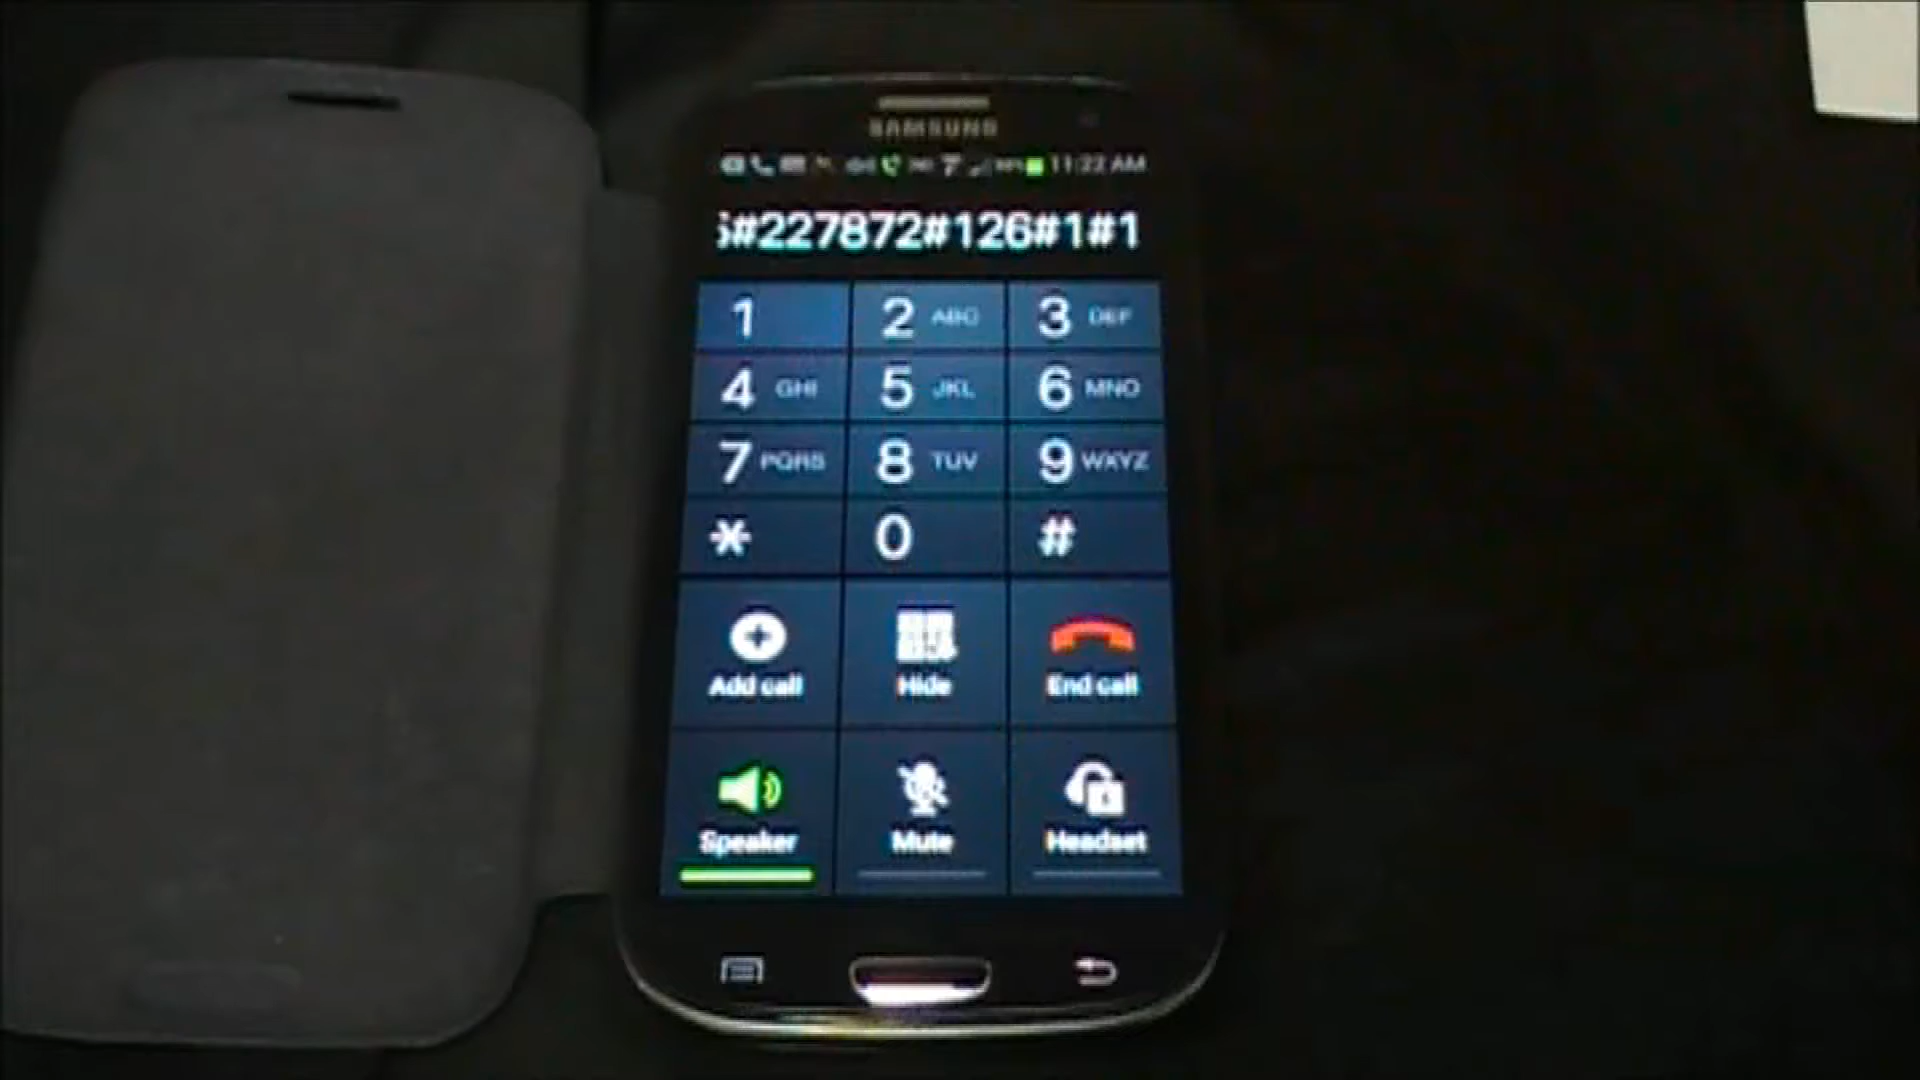 SAMSUNG
11:22 AM
#227872#126#1#1
1 2 ABC 3 DEF
4 GHI 5 JKL 6 MNO
7 PQRS 8 TUV 9 WXYZ
* 0 #
Add call Hide End call
Speaker Mute Headset